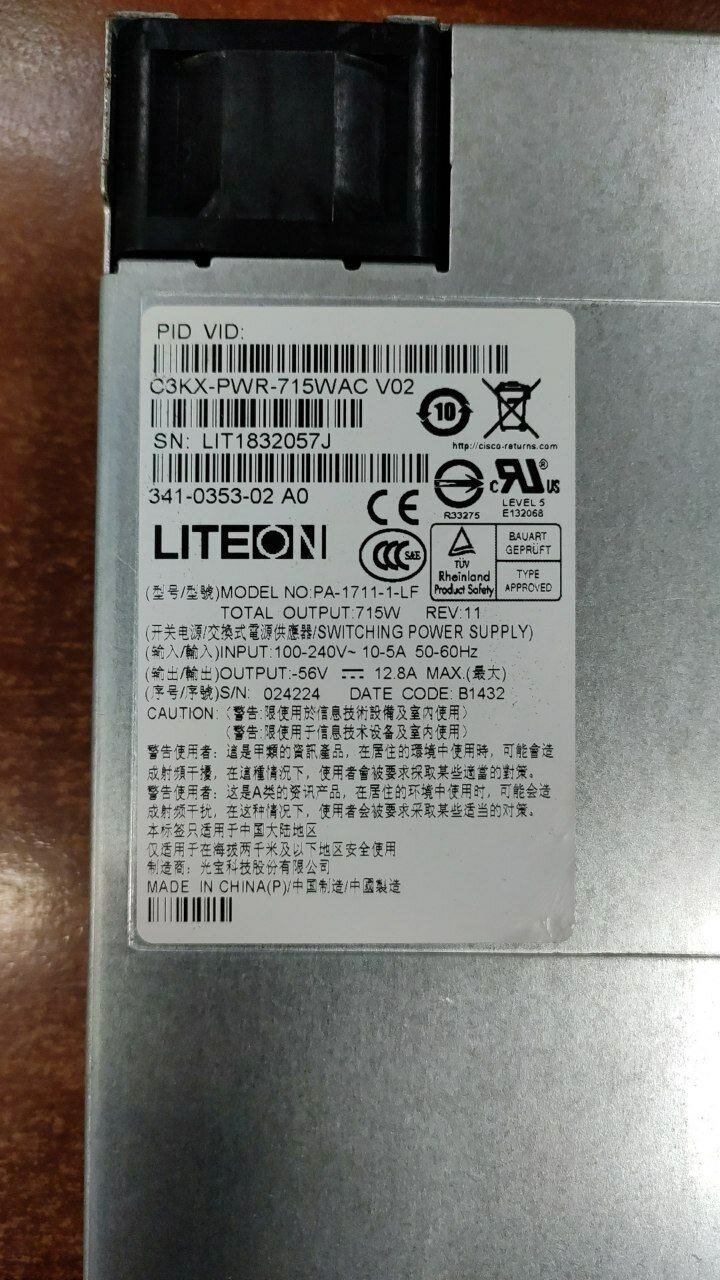 PID VID:
C3KX-PWR-715WAC V02
10
http://cisco-returns.com
SN: LIT1832057J
341-0353-02 A0
R33275
c RU ® US
LEVEL 5
E132068
CE
LITEON
CCC S&E
TÜV
Rheinland
Product Safety
BAUART
GEPRÜFT
TYPE
APPROVED
(型号/型號)MODEL NO:PA-1711-1-LF
TOTAL OUTPUT:715W REV:11
(开关电源/交換式電源供應器/SWITCHING POWER SUPPLY)
(输入/輸入)INPUT:100-240V~ 10-5A 50-60Hz
(输出/輸出)OUTPUT:-56V ⎓ 12.8A MAX.(最大)
(序号/序號)S/N: 024224 DATE CODE: B1432
CAUTION:（警告:限使用於信息技術設備及室內使用）
（警告:限使用于信息技术设备及室内使用）
警告使用者: 這是甲類的資訊產品, 在居住的環境中使用時, 可能會造
成射頻干擾, 在這種情況下, 使用者會被要求採取某些適當的對策。
警告使用者: 这是A类的资讯产品, 在居住的环境中使用时, 可能会造
成射频干扰, 在这种情况下, 使用者会被要求采取某些适当的对策。
本标签只适用于中国大陆地区
仅适用于在海拔两千米及以下地区安全使用
制造商: 光宝科技股份有限公司
MADE IN CHINA(P)/中国制造/中國製造